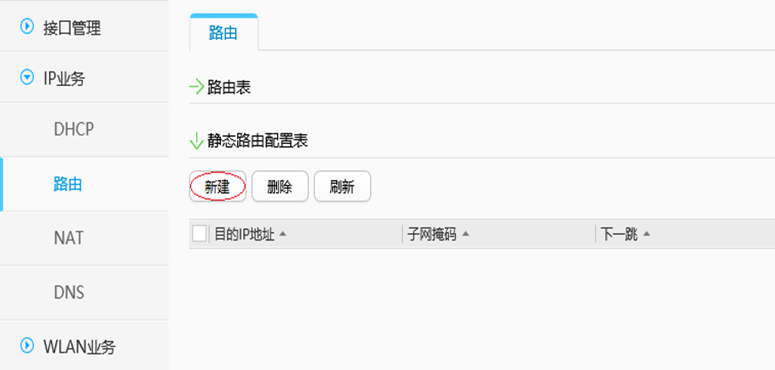 接口管理
IP业务
DHCP
路由
NAT
DNS
WLAN业务
路由
路由表
静态路由配置表
新建 删除 刷新
目的IP地址 子网掩码 下一跳